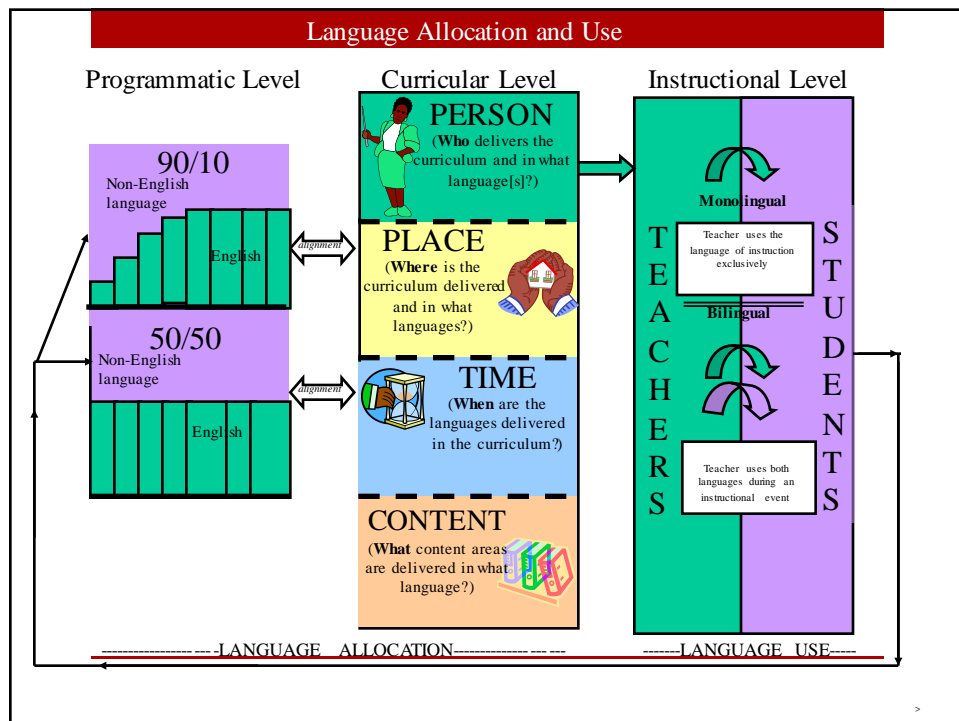 Language Allocation and Use
Programmatic Level
90/10
Non-English
language
English
alignment
50/50
Non-English
language
English
alignment
Curricular Level
PERSON
(Who delivers the
curriculum and in what
language[s]?)
PLACE
(Where is the
curriculum delivered
and in what
languages?)
TIME
(When are the
languages delivered
in the curriculum?)
CONTENT
(What content areas
are delivered in what
language?)
Instructional Level
TEACHERS
Monolingual
Teacher uses the
language of instruction
exclusively
Bilingual
Teacher uses both
languages during an
instructional event
STUDENTS
----------------- --- -LANGUAGE ALLOCATION-------------- --- ---
-------LANGUAGE USE-----
>